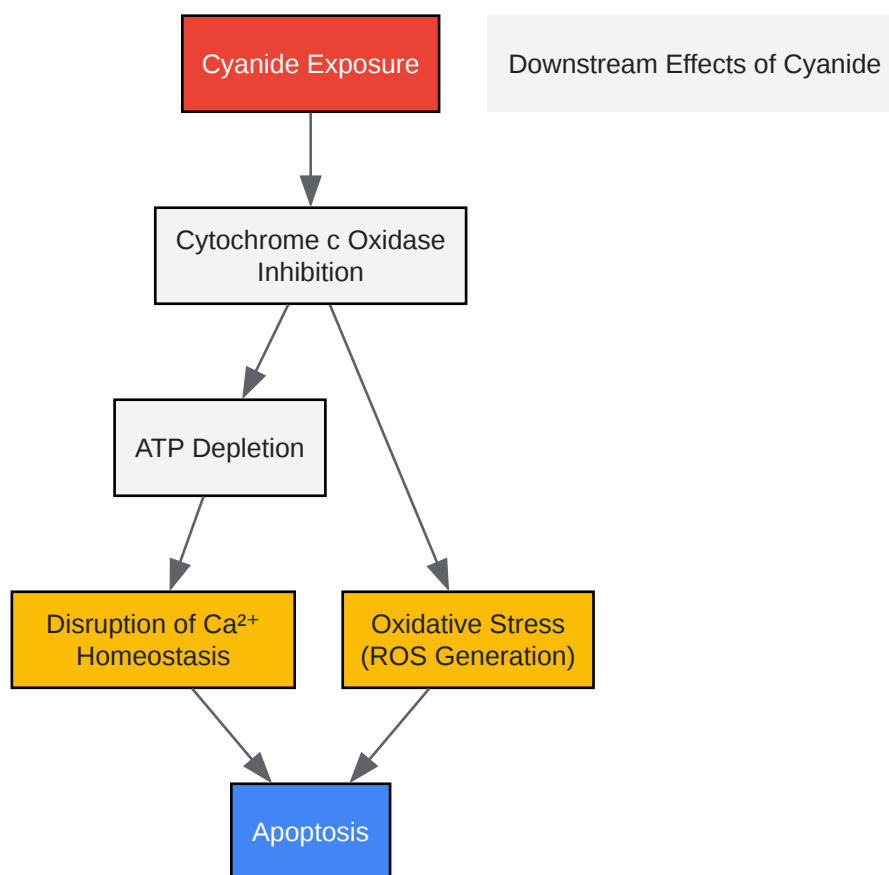 Cyanide Exposure
Downstream Effects of Cyanide
Cytochrome c Oxidase
Inhibition
ATP Depletion
Disruption of Ca²⁺
Homeostasis
Oxidative Stress
(ROS Generation)
Apoptosis